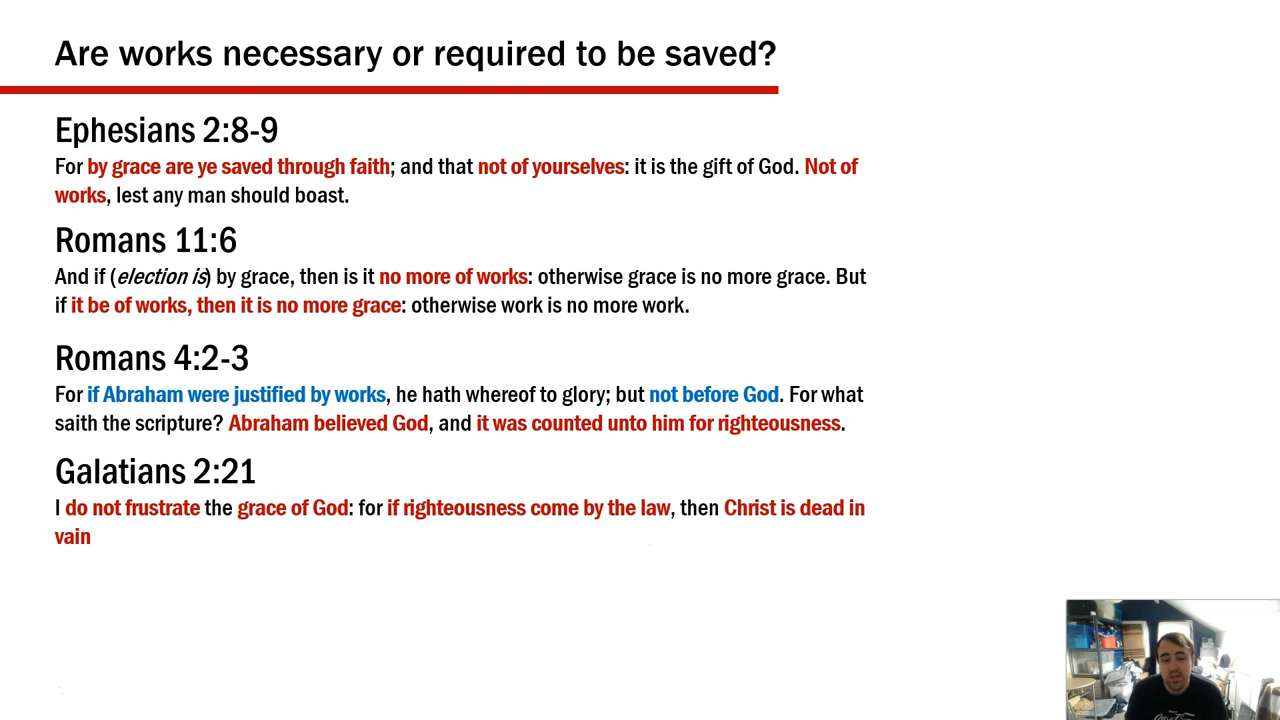 Are works necessary or required to be saved?
Ephesians 2:8-9
For by grace are ye saved through faith; and that not of yourselves: it is the gift of God. Not of
works, lest any man should boast.
Romans 11:6
And if (election is) by grace, then is it no more of works: otherwise grace is no more grace. But
if it be of works, then it is no more grace: otherwise work is no more work.
Romans 4:2-3
For if Abraham were justified by works, he hath whereof to glory; but not before God. For what
saith the scripture? Abraham believed God, and it was counted unto him for righteousness.
Galatians 2:21
I do not frustrate the grace of God: for if righteousness come by the law, then Christ is dead in
vain